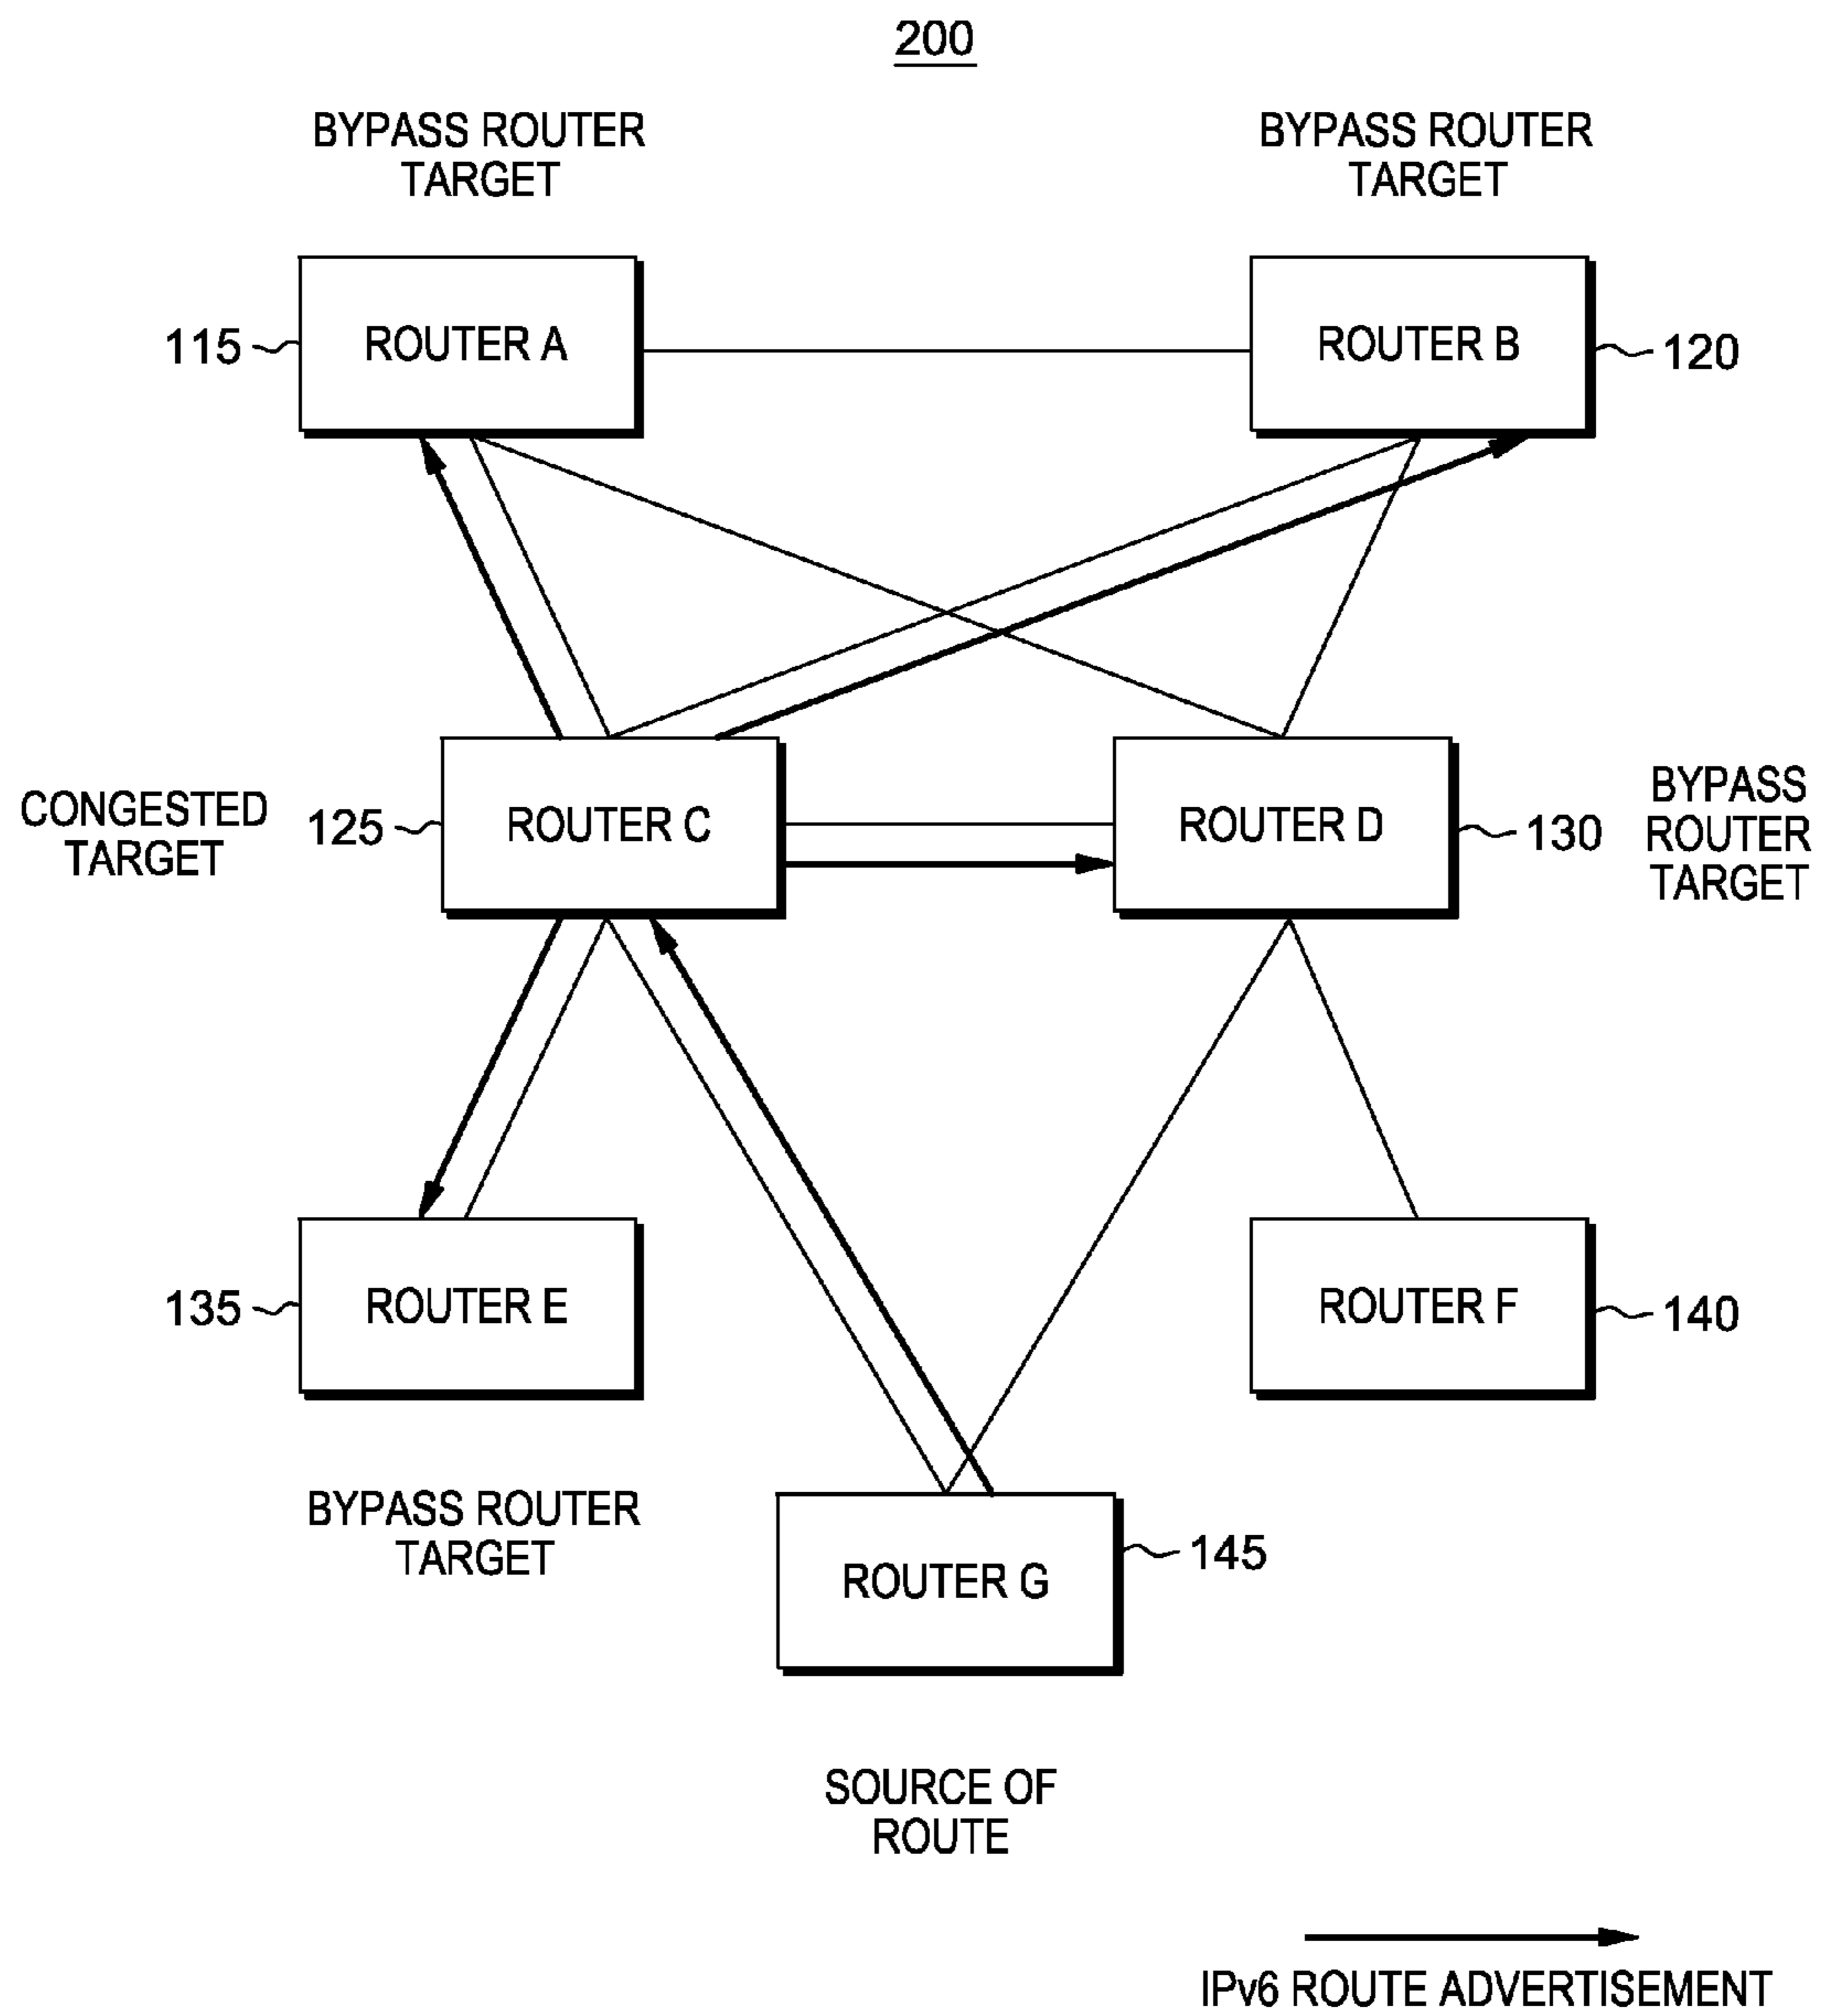 200
BYPASS ROUTER
TARGET
BYPASS ROUTER
TARGET
115
ROUTER A
ROUTER B
120
CONGESTED
TARGET
125
ROUTER C
ROUTER D
130
BYPASS
ROUTER
TARGET
135
ROUTER E
ROUTER F
140
BYPASS ROUTER
TARGET
ROUTER G
145
SOURCE OF
ROUTE
IPv6 ROUTE ADVERTISEMENT